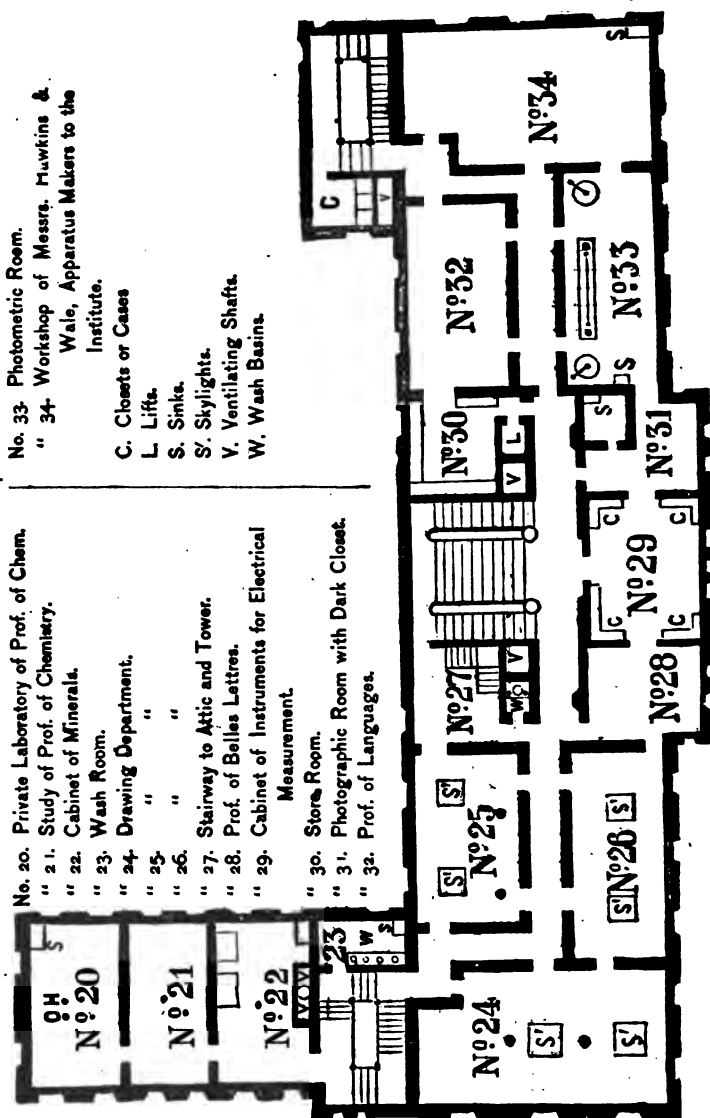 No. 20. Private Laboratory of Prof. of Chem.
" 21. Study of Prof. of Chemistry.
" 22. Cabinet of Minerals.
" 23. Wash Room.
" 24. Drawing Department.
" 25. " "
" 26. " "
" 27. Stairway to Attic and Tower.
" 28. Prof. of Belles Lettres.
" 29. Cabinet of Instruments for Electrical
Measurement.
" 30. Store Room.
" 31. Photographic Room with Dark Closet.
" 32. Prof. of Languages.
No. 33. Photometric Room.
" 34. Workshop of Messrs. Hawkins &
Wale, Apparatus Makers to the
Institute.
C. Closets or Cases
L. Lifts.
S. Sinks.
S'. Skylights.
V. Ventilating Shafts.
W. Wash Basins.
OH
S
No. 20
No. 21
No. 22
V V
23
W
S
No. 24
S'
S'
No. 25
S'
S'
No. 26
S'
S'
No. 27
W V
No. 28
No. 29
C
C
C
C
No. 30
V L
No. 31
S
No. 32
C
V
No. 33
S
No. 34
S